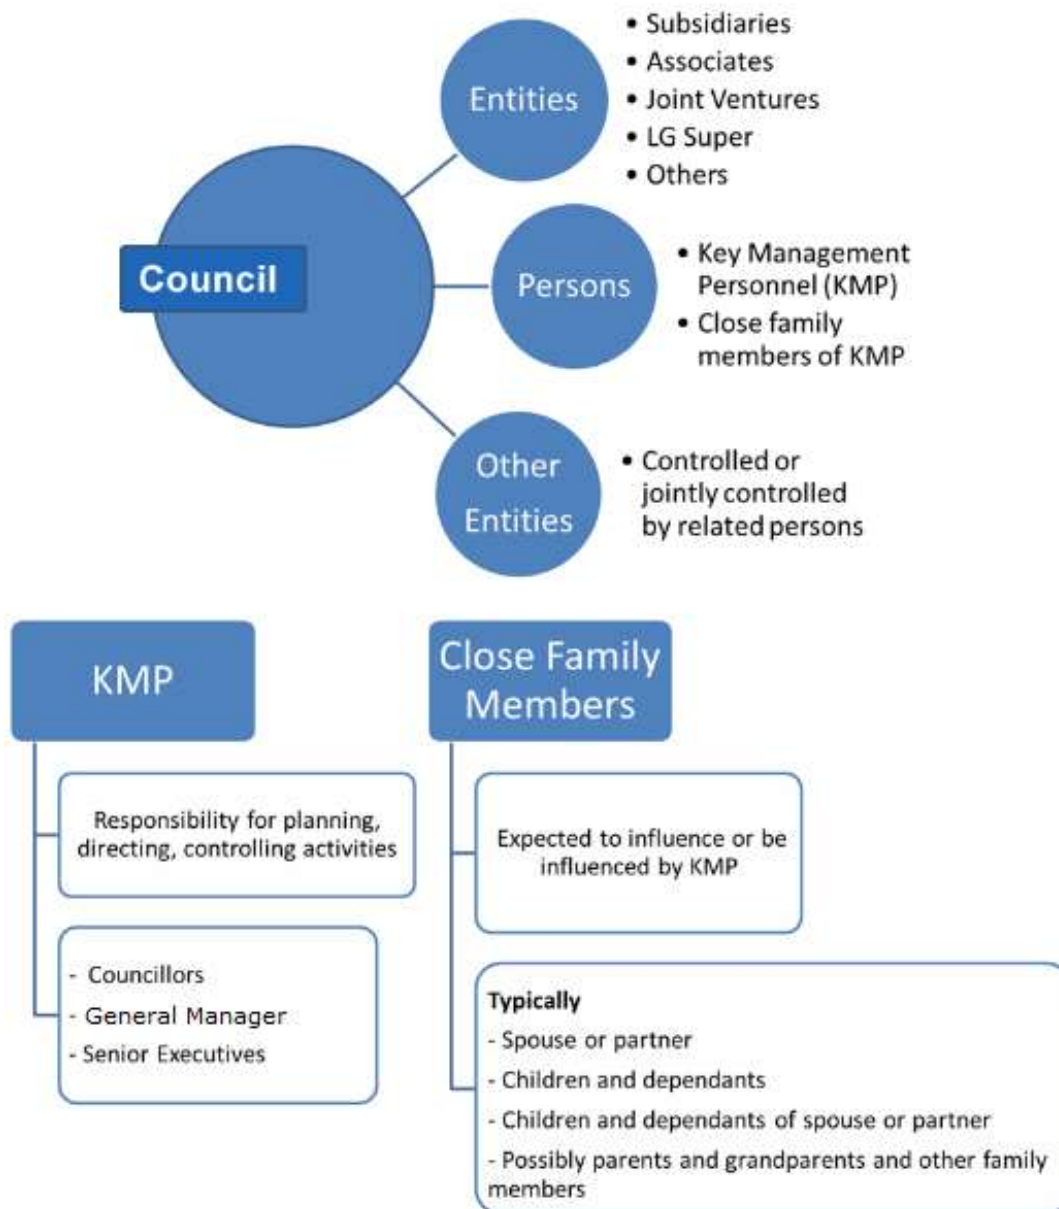 • Subsidiaries
• Associates
• Joint Ventures
• LG Super
• Others
Entities
Council
Persons
• Key Management
Personnel (KMP)
• Close family
members of KMP
Other
Entities
• Controlled or
jointly controlled
by related persons
KMP
Responsibility for planning,
directing, controlling activities
- Councillors
- General Manager
- Senior Executives
Close Family
Members
Expected to influence or be
influenced by KMP
Typically
- Spouse or partner
- Children and dependants
- Children and dependants of spouse or partner
- Possibly parents and grandparents and other family
members